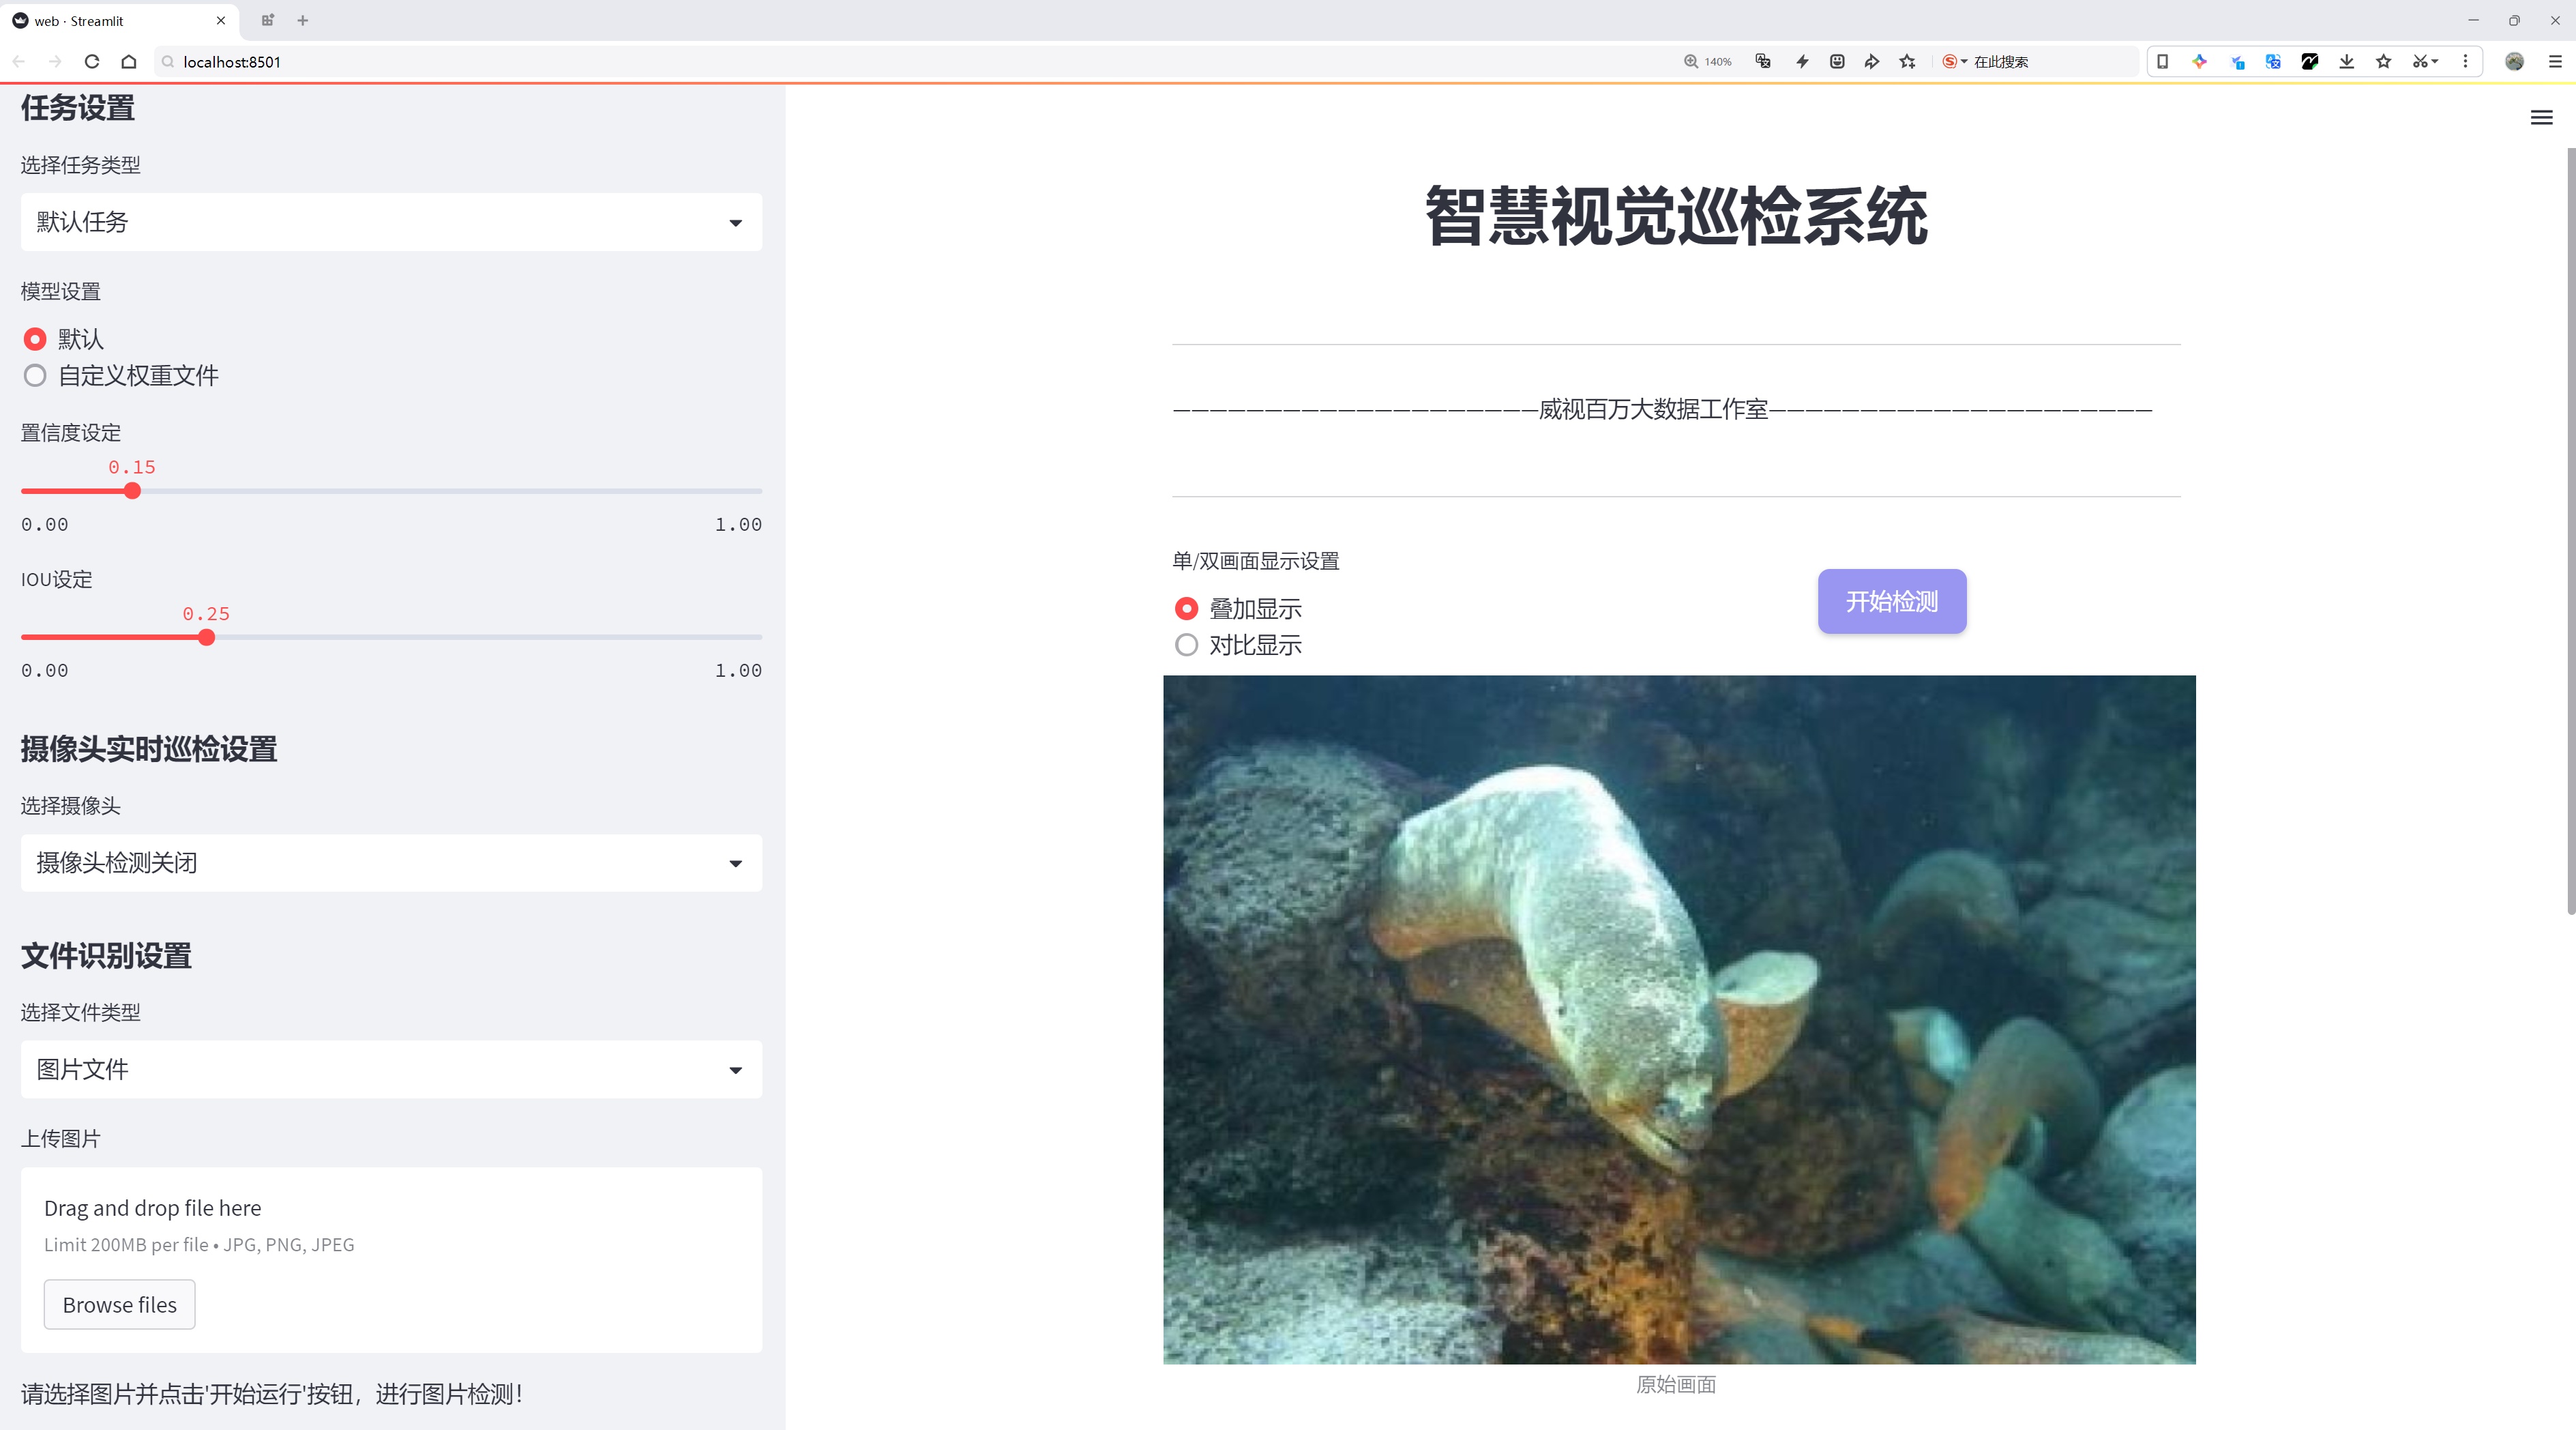 web · Streamlit
localhost:8501
140%
在此搜索
任务设置
选择任务类型
默认任务
模型设置
默认
自定义权重文件
置信度设定
0.15
0.00
1.00
IOU设定
0.25
0.00
1.00
摄像头实时巡检设置
选择摄像头
摄像头检测关闭
文件识别设置
选择文件类型
图片文件
上传图片
Drag and drop file here
Limit 200MB per file • JPG, PNG, JPEG
Browse files
请选择图片并点击'开始运行'按钮，进行图片检测！
智慧视觉巡检系统
————————————————————威视百万大数据工作室—————————————————————
单/双画面显示设置
叠加显示
对比显示
开始检测
原始画面